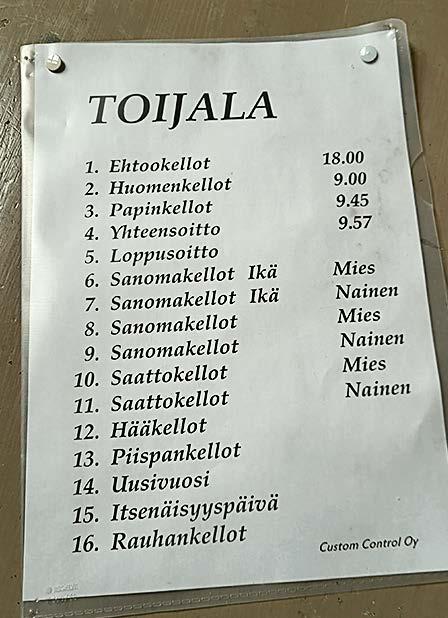 TOIJALA
1. Ehtookellot 18.00
2. Huomenkellot 9.00
3. Papinkellot 9.45
4. Yhteensoitto 9.57
5. Loppusoitto
6. Sanomakellot Ikä Mies
7. Sanomakellot Ikä Nainen
8. Sanomakellot Mies
9. Sanomakellot Nainen
10. Saattokellot Mies
11. Saattokellot Nainen
12. Hääkellot
13. Piispankellot
14. Uusivuosi
15. Itsenäisyyspäivä
16. Rauhankellot
Custom Control Oy